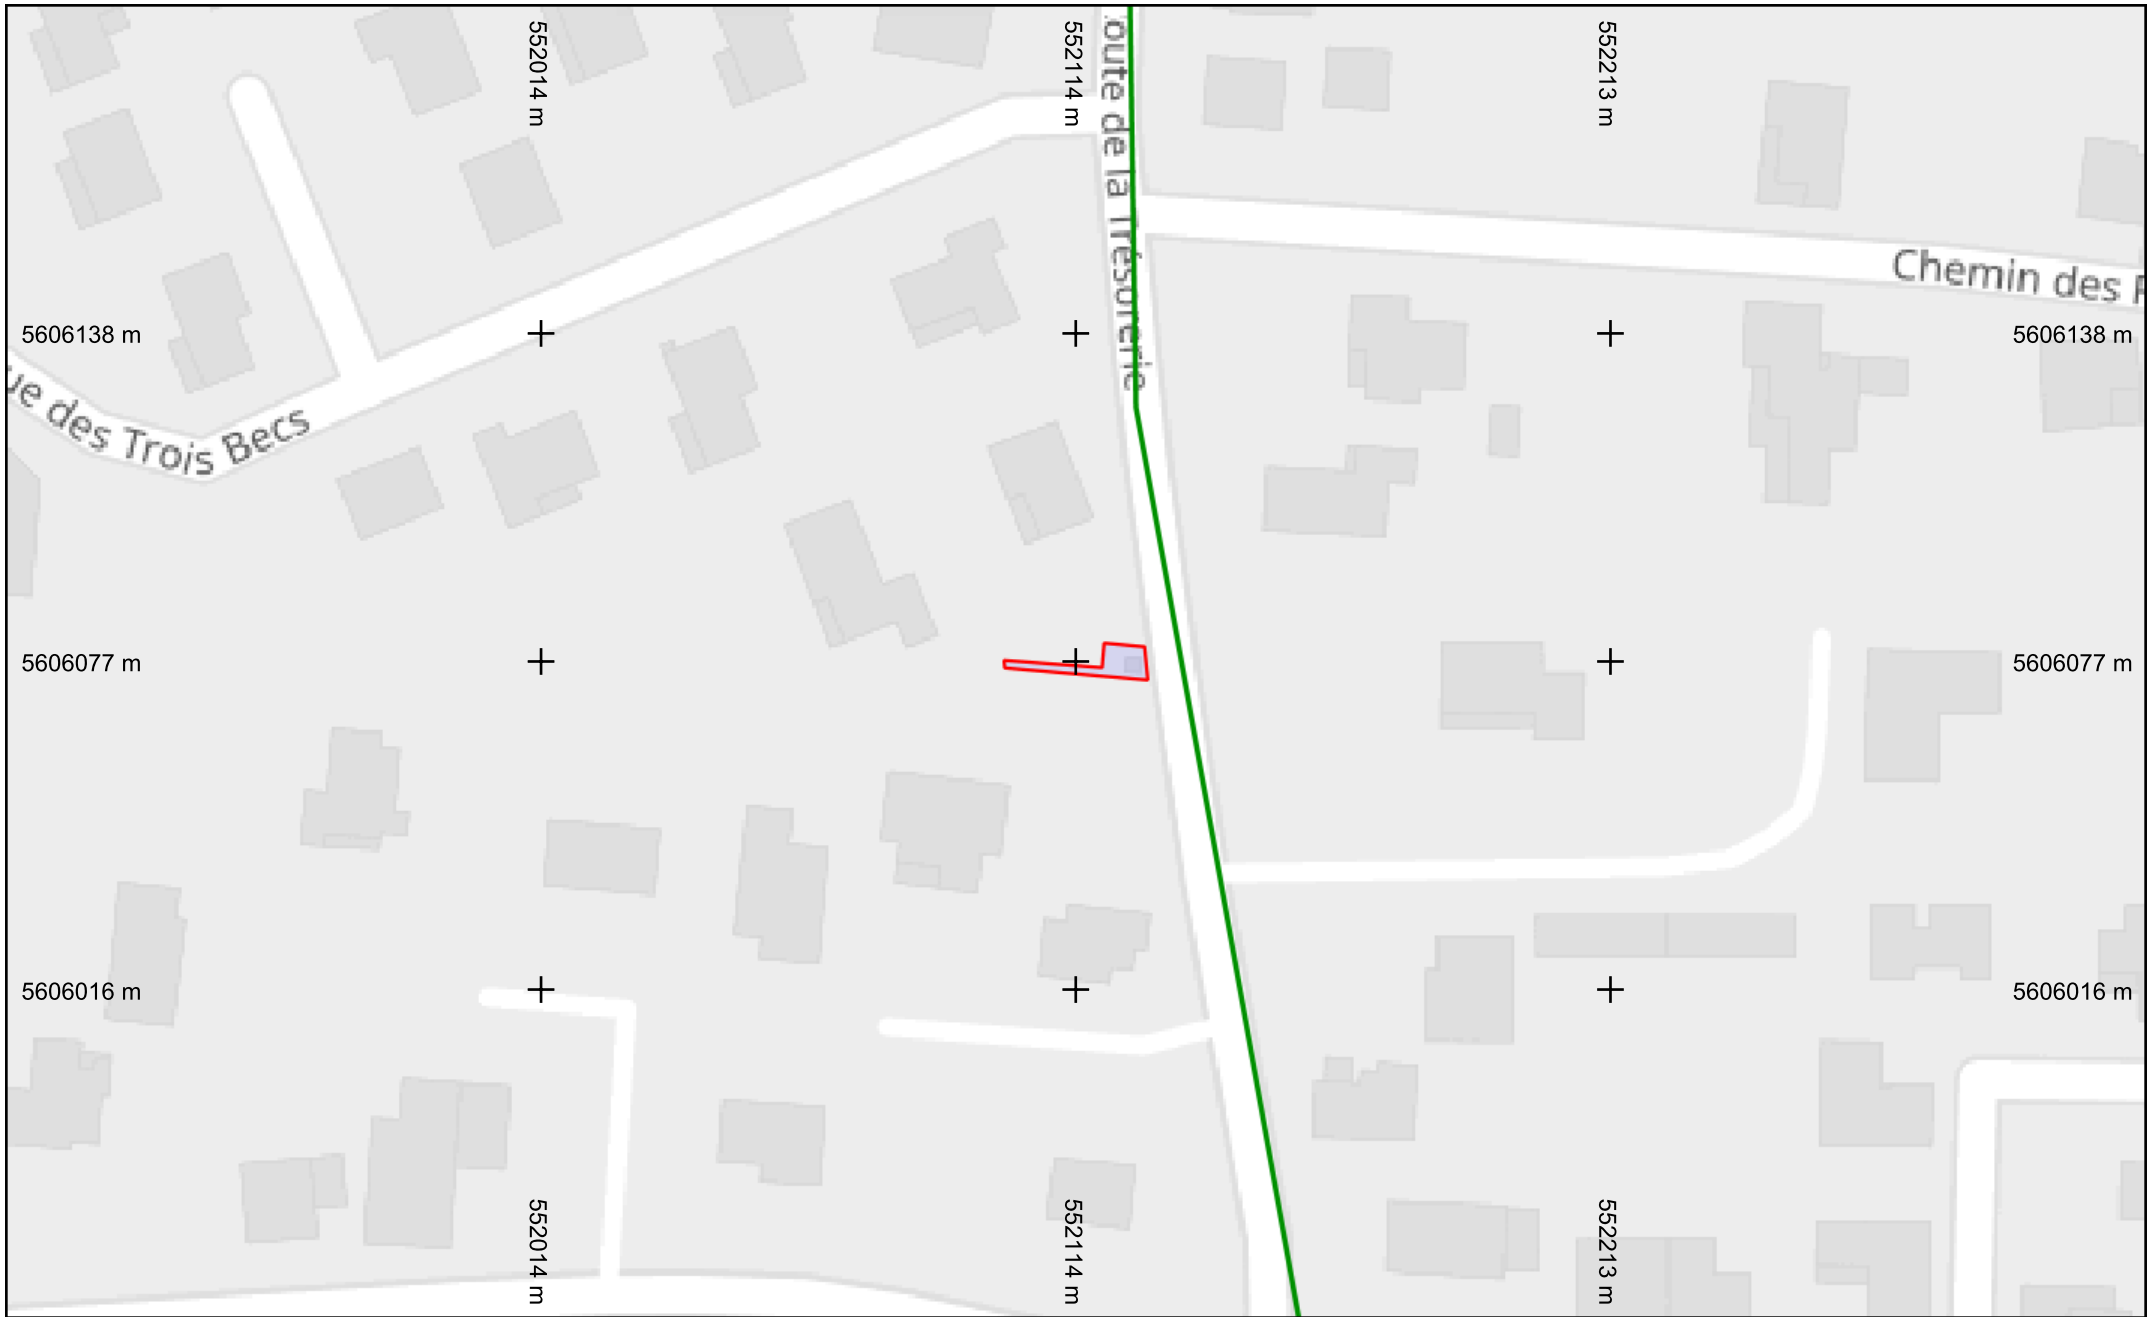 552014 m
552114 m
552213 m
oute de la Trésorerie
Chemin des
5606138 m
5606138 m
ue des Trois Becs
5606077 m
5606077 m
5606016 m
5606016 m
552014 m
552114 m
552213 m